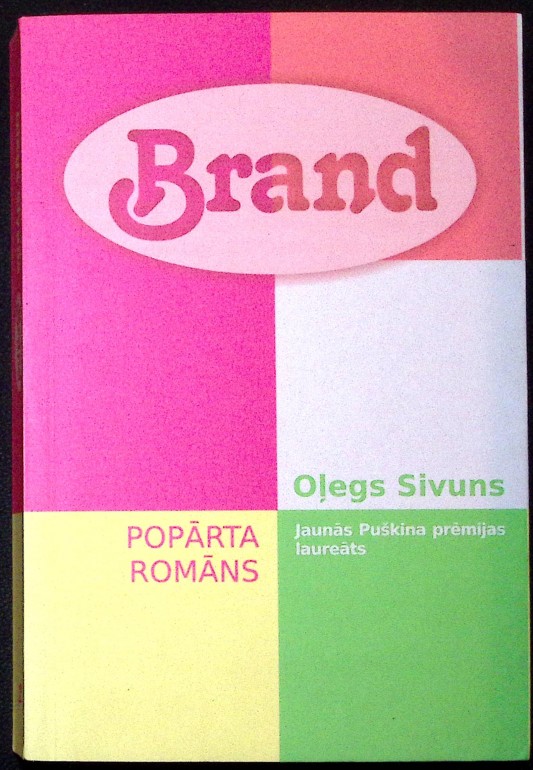 Brand
Oļegs Sivuns
Jaunās Puškina prēmijas
laureāts
POPĀRTA
ROMĀNS